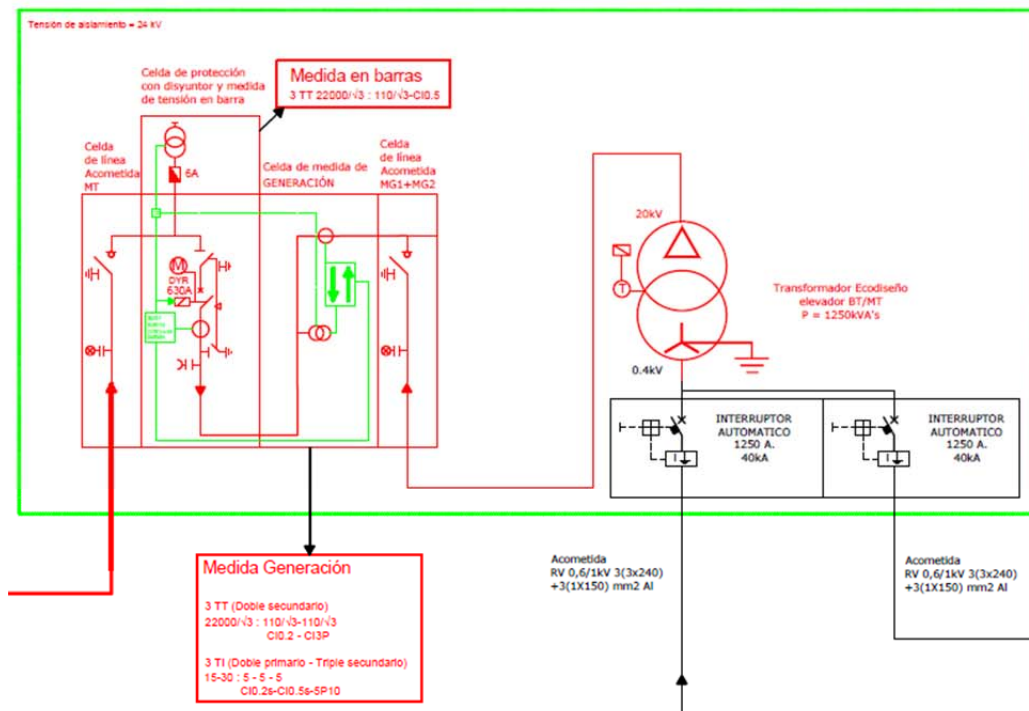 Tensión de aislamiento = 24 kV
Celda de protección
con disyuntor y medida
de tensión en barra
Medida en barras
3 TT 22000/√3 : 110/√3-Cl0.5
Celda
de línea
Acometida
MT
6A
Celda de medida de
GENERACIÓN
Celda
de línea
Acometida
MG1+MG2
M
DYR
630A
20kV
T
Transformador Ecodiseño
elevador BT/MT
P = 1250kVA's
0.4kV
INTERRUPTOR
AUTOMATICO
1250 A.
40kA
I
INTERRUPTOR
AUTOMATICO
1250 A.
40kA
I
Medida Generación
3 TT (Doble secundario)
22000/√3 : 110/√3-110/√3
Cl0.2 - Cl3P
3 TI (Doble primario - Triple secundario)
15-30 : 5 - 5 - 5
Cl0.2s-Cl0.5s-5P10
Acometida
RV 0,6/1kV 3(3x240)
+3(1X150) mm2 Al
Acometida
RV 0,6/1kV 3(3x240)
+3(1X150) mm2 Al